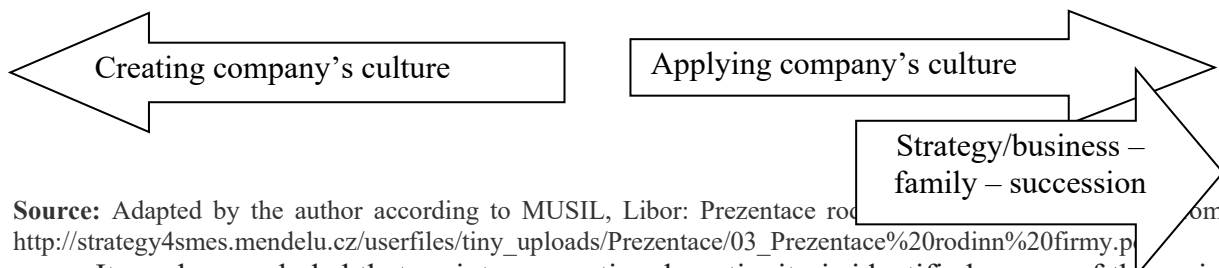 Creating company’s culture
Applying company’s culture
Strategy/business –
family – succession
Source: Adapted by the author according to MUSIL, Libor: Prezentace
http://strategy4smes.mendelu.cz/userfiles/tiny_uploads/Prezentace/03_Prezentace%20rodinn%20firmy.p